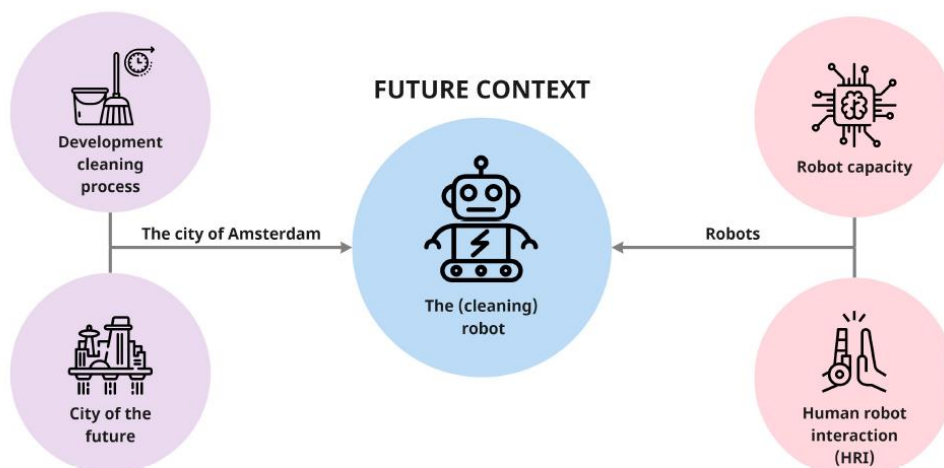 FUTURE CONTEXT
Development
cleaning
process
The city of Amsterdam
City of the
future
The (cleaning)
robot
Robot capacity
Robots
Human robot
interaction
(HRI)